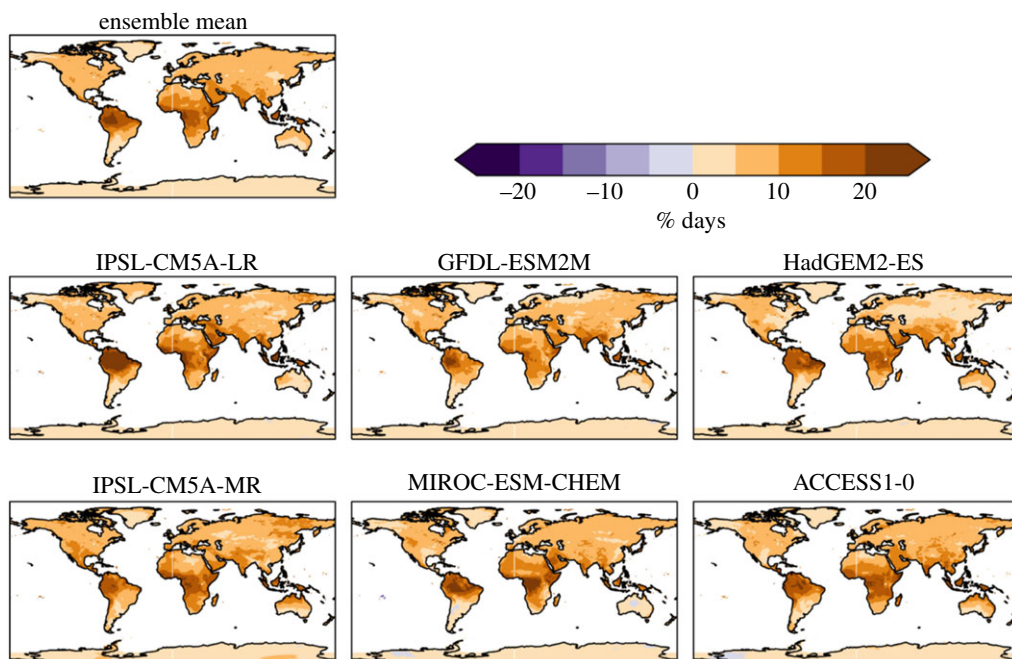 ensemble mean
–20 –10 0 10 20
% days
IPSL-CM5A-LR GFDL-ESM2M HadGEM2-ES
IPSL-CM5A-MR MIROC-ESM-CHEM ACCESS1-0